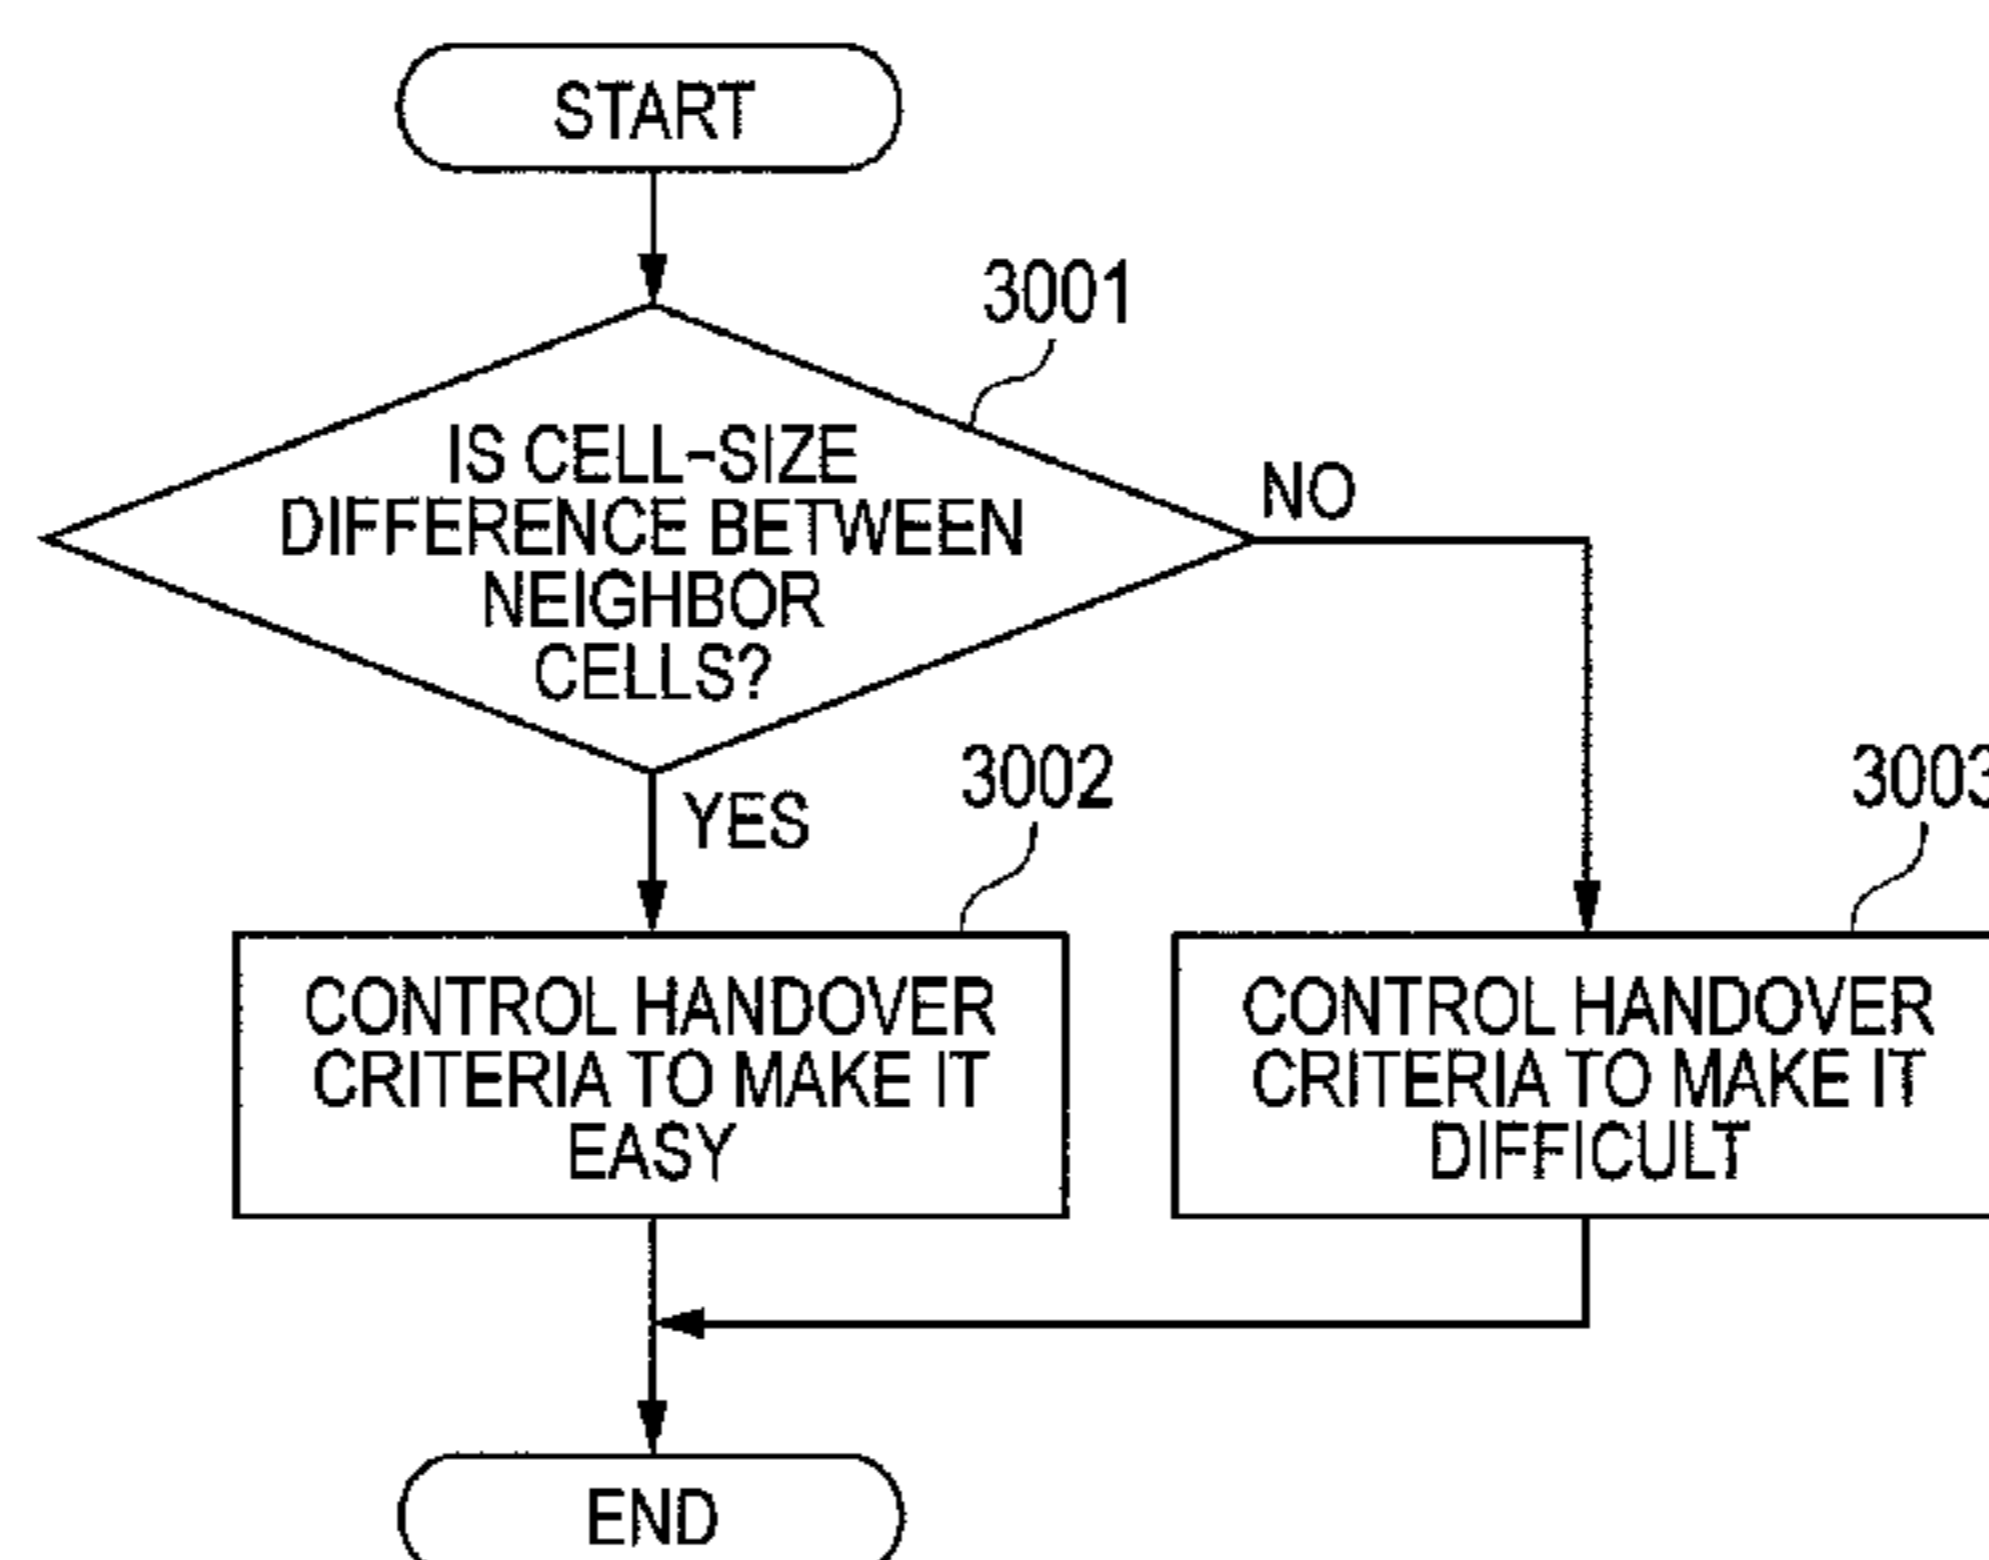 START
3001
IS CELL-SIZE
DIFFERENCE BETWEEN
NEIGHBOR
CELLS?
NO
YES
3002
3003
CONTROL HANDOVER
CRITERIA TO MAKE IT
EASY
CONTROL HANDOVER
CRITERIA TO MAKE IT
DIFFICULT
END